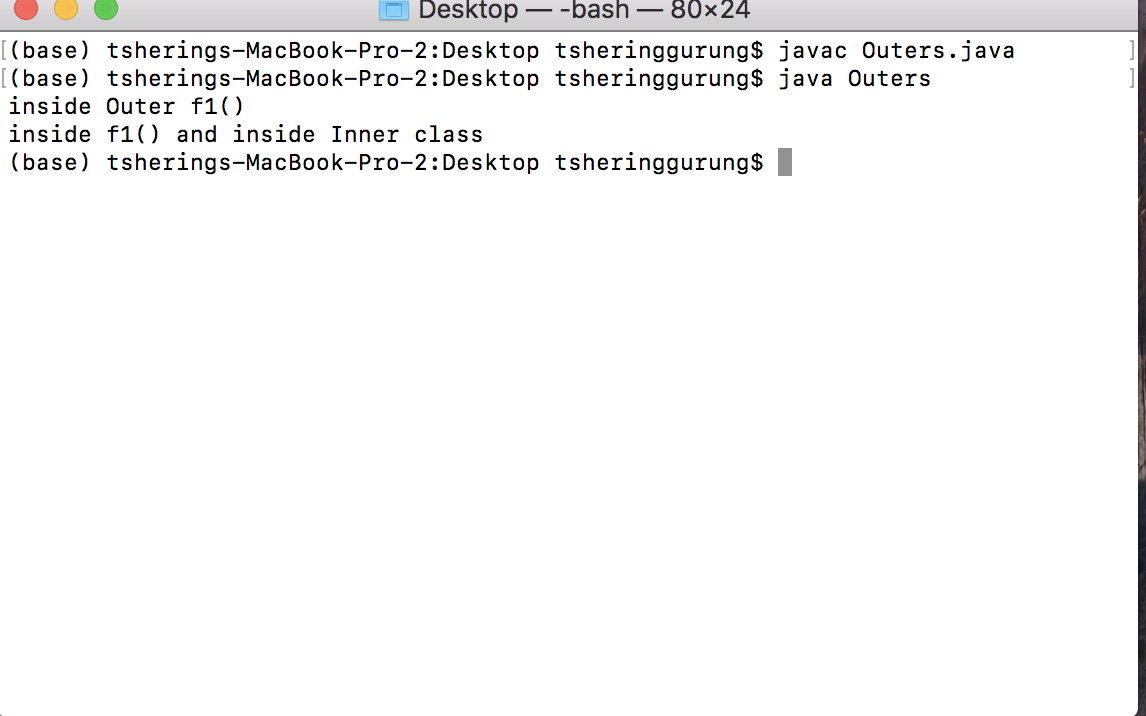 Desktop — -bash — 80×24
[(base) tsherings-MacBook-Pro-2:Desktop tsheringgurung$ javac Outers.java ]
[(base) tsherings-MacBook-Pro-2:Desktop tsheringgurung$ java Outers ]
inside Outer f1()
inside f1() and inside Inner class
(base) tsherings-MacBook-Pro-2:Desktop tsheringgurung$